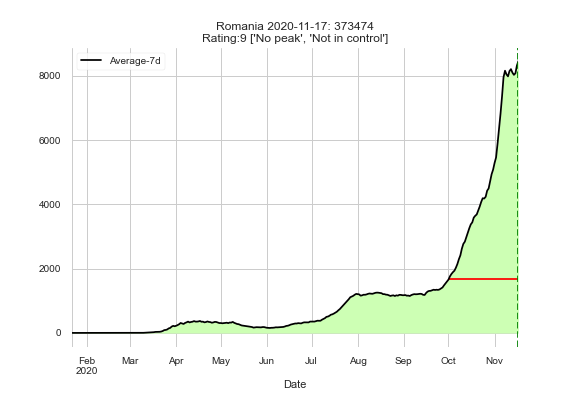 Romania 2020-11-17: 373474
Rating:9 ['No peak', 'Not in control']
Average-7d
8000
6000
4000
2000
0
Feb
2020
Mar
Apr
May
Jun
Jul
Aug
Sep
Oct
Nov
Date